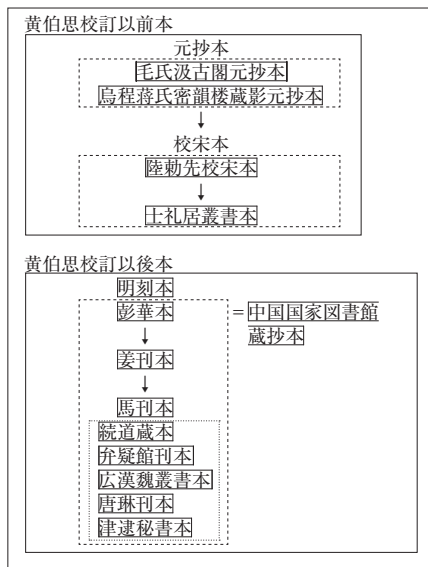 黄伯思校訂以前本
元抄本
毛氏汲古閣元抄本
烏程蒋氏密韻楼蔵影元抄本
↓
校宋本
陸勅先校宋本
↓
士礼居叢書本
黄伯思校訂以後本
明刻本
彭華本
=中国国家図書館
蔵抄本
↓
姜刊本
↓
馬刊本
続道蔵本
弁疑館刊本
広漢魏叢書本
唐琳刊本
津逮秘書本